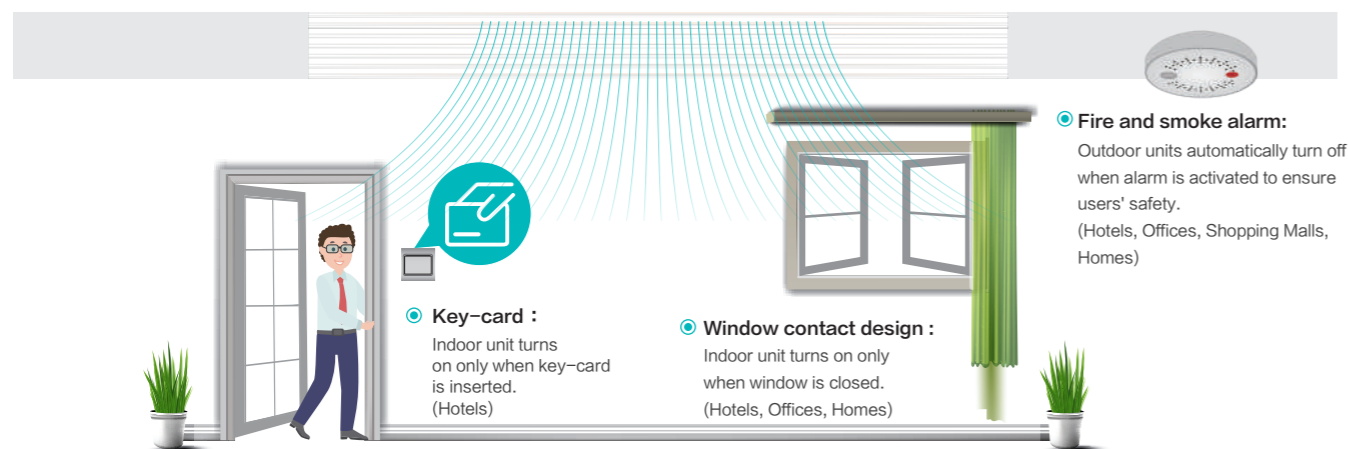 Fire and smoke alarm:
Outdoor units automatically turn off
when alarm is activated to ensure
users' safety.
(Hotels, Offices, Shopping Malls,
Homes)
Key-card :
Indoor unit turns
on only when key-card
is inserted.
(Hotels)
Window contact design :
Indoor unit turns on only
when window is closed.
(Hotels, Offices, Homes)